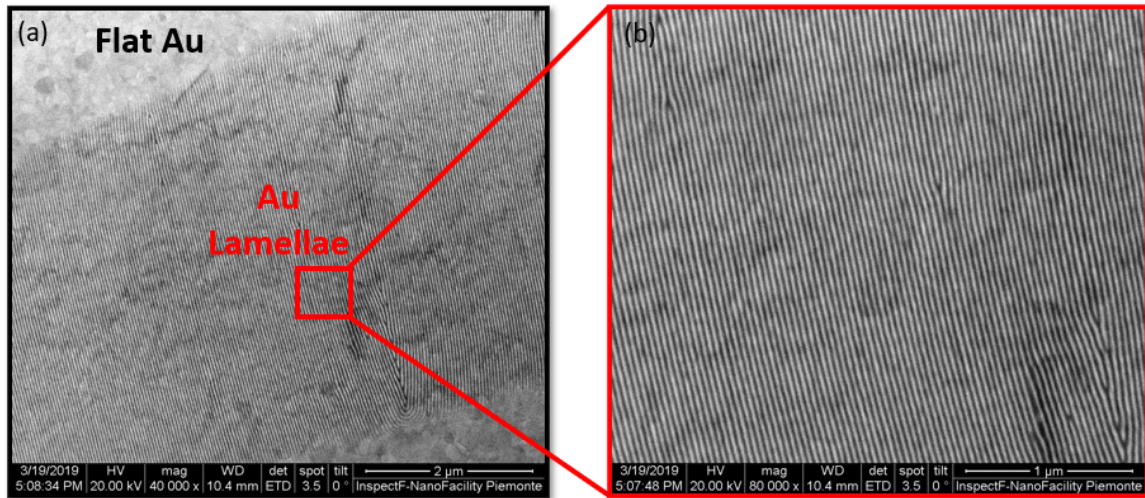 (a)
Flat Au
Au
Lamellae
3/19/2019 HV mag WD det spot tilt 2 µm
5:08:34 PM 20.00 kV 40 000 x 10.4 mm ETD 3.5 0 ° InspectF-NanoFacility Piemonte
(b)
3/19/2019 HV mag WD det spot tilt 1 µm
5:07:48 PM 20.00 kV 80 000 x 10.4 mm ETD 3.5 0 ° InspectF-NanoFacility Piemonte